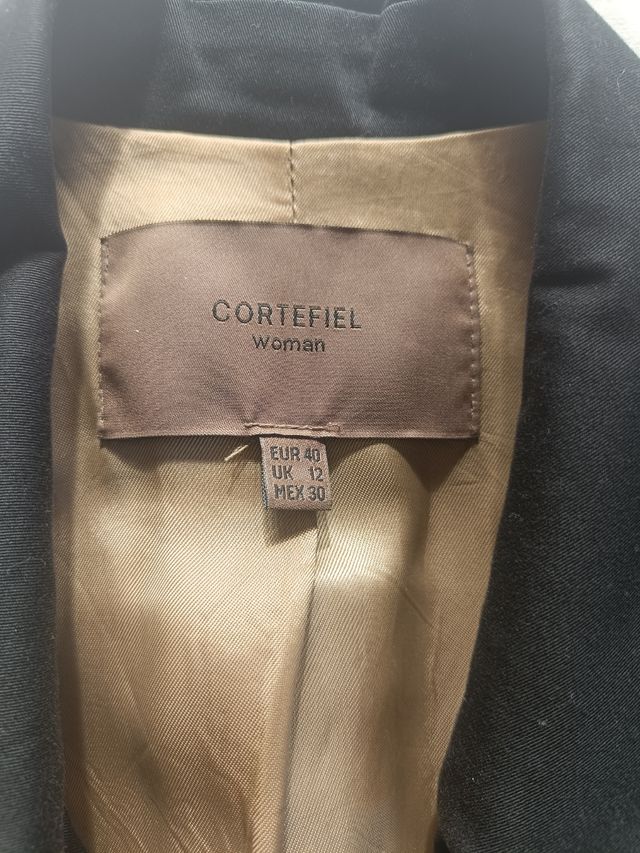 CORTEFIEL
Woman
EUR 40
UK 12
MEX 30